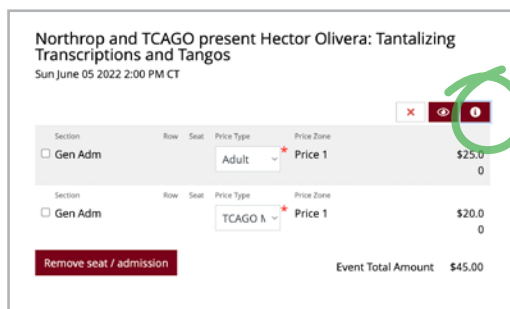 Northrop and TCAGO present Hector Olivera: Tantalizing
Transcriptions and Tangos
Sun June 05 2022 2:00 PM CT
Section Row Seat Price Type Price Zone
Gen Adm Adult * Price 1 $25.0
0
Section Row Seat Price Type Price Zone
Gen Adm TCAGO M * Price 1 $20.0
0
Remove seat / admission Event Total Amount $45.00